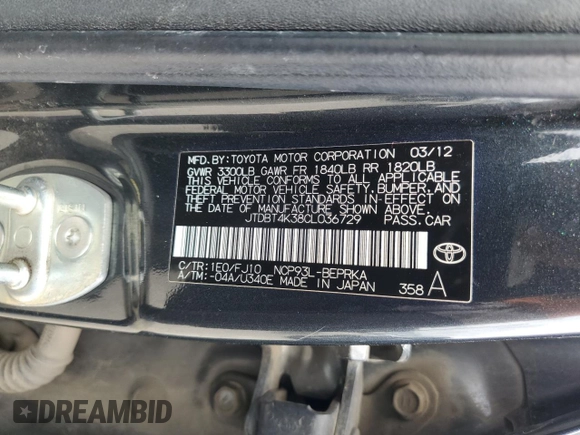 MFD. BY: TOYOTA MOTOR CORPORATION 03/12
GVWR 3300LB GAWR FR 1840LB RR 1820LB
THIS VEHICLE CONFORMS TO ALL APPLICABLE
FEDERAL MOTOR VEHICLE SAFETY, BUMPER, AND
THEFT PREVENTION STANDARDS IN EFFECT ON
THE DATE OF MANUFACTURE SHOWN ABOVE.
JTDBT4K38CL036729 PASS. CAR
C/TR: 1E0/FJ10 NCP93L-BEPRKA
A/TM: -04A/U340E MADE IN JAPAN 358 A
DREAMBID